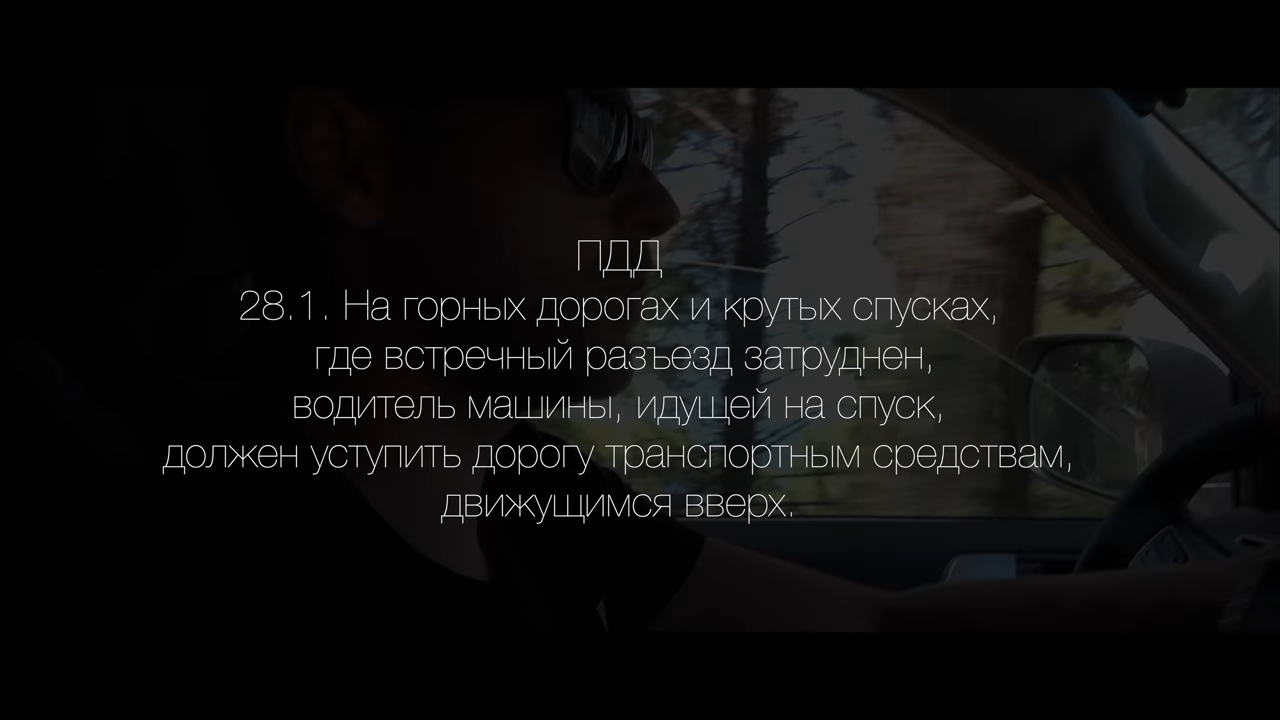 ПДД
28.1. На горных дорогах и крутых спусках,
где встречный разъезд затруднен,
водитель машины, идущей на спуск,
должен уступить дорогу транспортным средствам,
движущимся вверх.